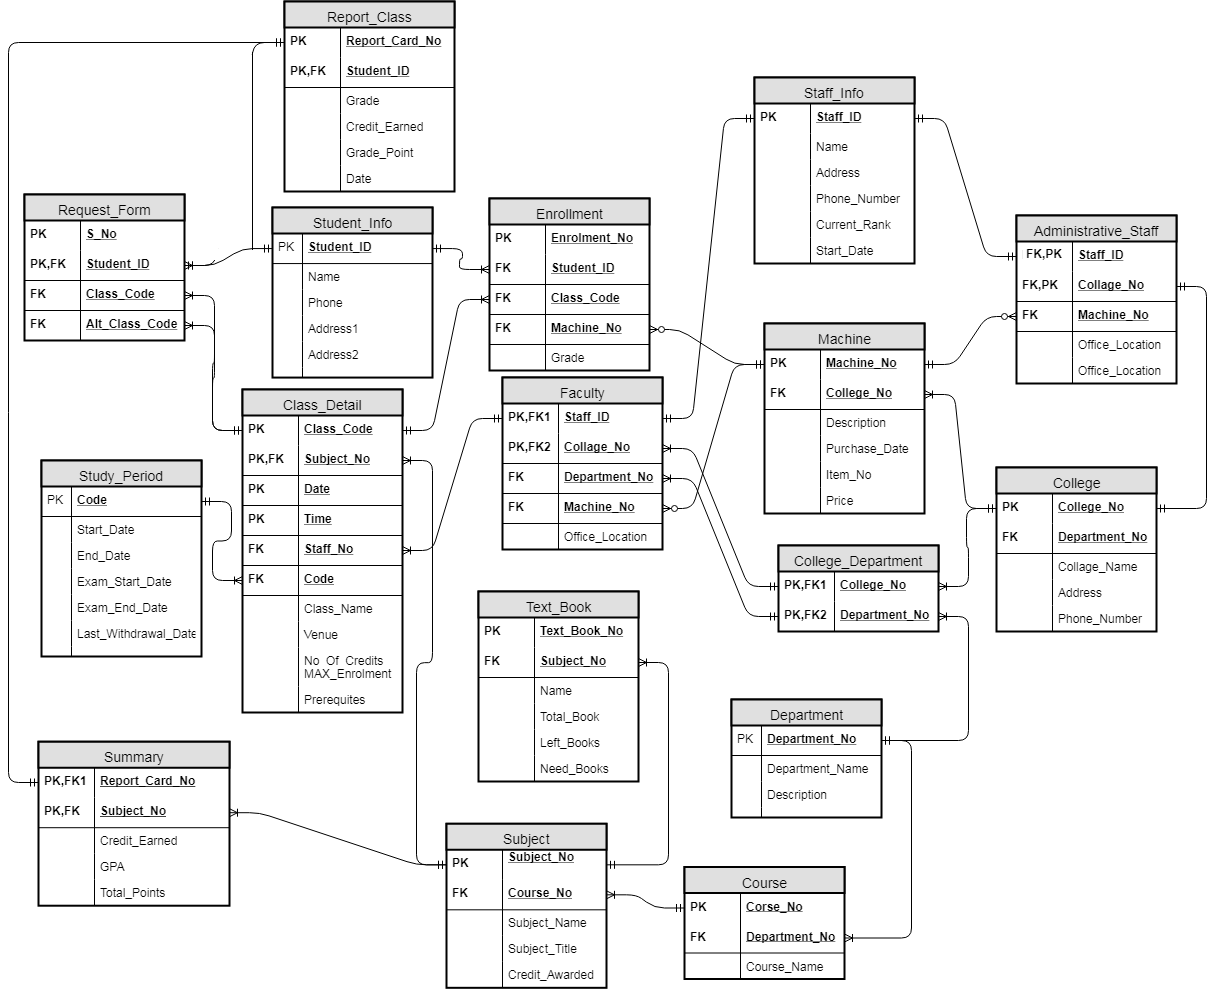 Report_Class
PK Report_Card_No
PK,FK Student_ID
Grade
Credit_Earned
Grade_Point
Date
Staff_Info
PK Staff_ID
Name
Address
Phone_Number
Current_Rank
Start_Date
Request_Form
PK S_No
PK,FK Student_ID
FK Class_Code
FK Alt_Class_Code
Student_Info
PK Student_ID
Name
Phone
Address1
Address2
Enrollment
PK Enrolment_No
FK Student_ID
FK Class_Code
FK Machine_No
Grade
Administrative_Staff
FK,PK Staff_ID
FK,PK Collage_No
FK Machine_No
Office_Location
Office_Location
Machine
PK Machine_No
FK College_No
Description
Purchase_Date
Item_No
Price
Class_Detail
PK Class_Code
PK,FK Subject_No
PK Date
PK Time
FK Staff_No
FK Code
Class_Name
Venue
No_Of_Credits
MAX_Enrolment
Prerequites
Faculty
PK,FK1 Staff_ID
PK,FK2 Collage_No
FK Department_No
FK Machine_No
Office_Location
Study_Period
PK Code
Start_Date
End_Date
Exam_Start_Date
Exam_End_Date
Last_Withdrawal_Date
College
PK College_No
FK Department_No
Collage_Name
Address
Phone_Number
College_Department
PK,FK1 College_No
PK,FK2 Department_No
Text_Book
PK Text_Book_No
FK Subject_No
Name
Total_Book
Left_Books
Need_Books
Department
PK Department_No
Department_Name
Description
Summary
PK,FK1 Report_Card_No
PK,FK Subject_No
Credit_Earned
GPA
Total_Points
Subject
PK Subject_No
FK Course_No
Subject_Name
Subject_Title
Credit_Awarded
Course
PK Corse_No
FK Department_No
Course_Name